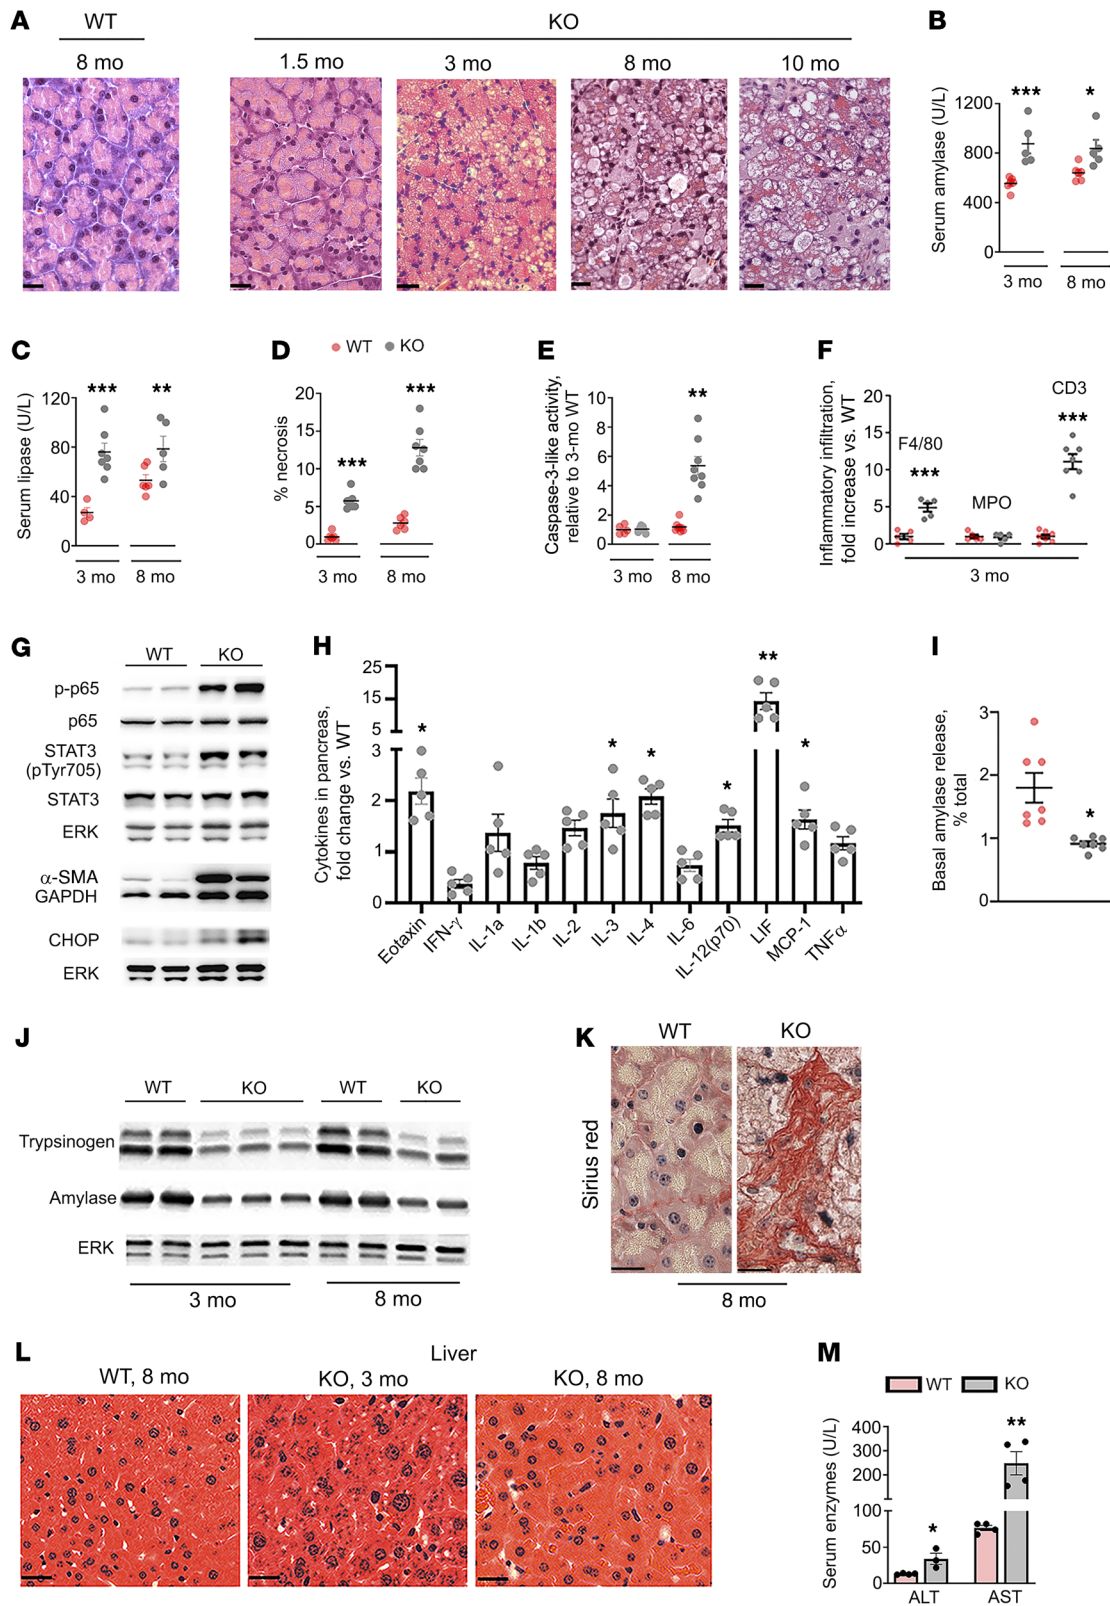 A
WT
KO
8 mo
1.5 mo
3 mo
8 mo
10 mo
B
Serum amylase (U/L)
1200
800
400
0
***
*
3 mo
8 mo
C
Serum lipase (U/L)
120
80
40
0
***
**
3 mo
8 mo
D
WT
KO
% necrosis
20
15
10
5
0
***
***
3 mo
8 mo
E
Caspase-3-like activity,
relative to 3-mo WT
10
8
6
4
2
0
**
3 mo
8 mo
F
Inflammatory infiltration,
fold increase vs. WT
20
15
10
5
0
F4/80
***
MPO
CD3
***
3 mo
G
WT
KO
p-p65
p65
STAT3
(pTyr705)
STAT3
ERK
α-SMA
GAPDH
CHOP
ERK
H
Cytokines in pancreas,
fold change vs. WT
25
15
5
3
2
1
0
*
*
*
*
**
*
Eotaxin
IFN-γ
IL-1a
IL-1b
IL-2
IL-3
IL-4
IL-6
IL-12(p70)
LIF
MCP-1
TNFα
I
Basal amylase release,
% total
3
2
1
0
*
J
WT
KO
WT
KO
Trypsinogen
Amylase
ERK
3 mo
8 mo
K
WT
KO
Sirius red
8 mo
L
Liver
WT, 8 mo
KO, 3 mo
KO, 8 mo
M
WT
KO
Serum enzymes (U/L)
400
300
200
100
50
0
*
**
ALT
AST